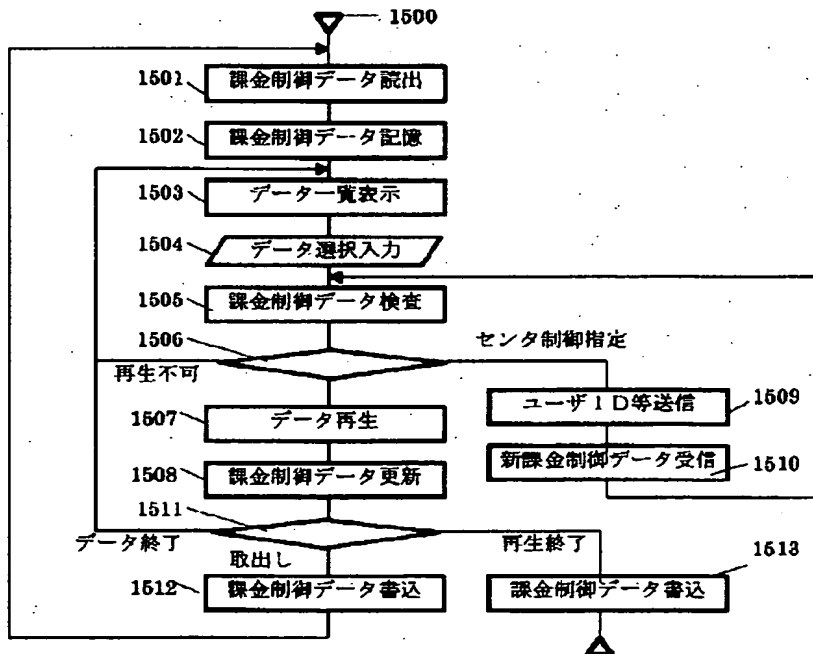 1500
1501 課金制御データ読出
1502 課金制御データ記憶
1503 データ一覧表示
1504 データ選択入力
1505 課金制御データ検査
1506 センタ制御指定
再生不可
ユーザID等送信 1509
1507 データ再生
新課金制御データ受信 1510
1508 課金制御データ更新
1511
データ終了 取出し 再生終了
1513
1512 課金制御データ書込 課金制御データ書込